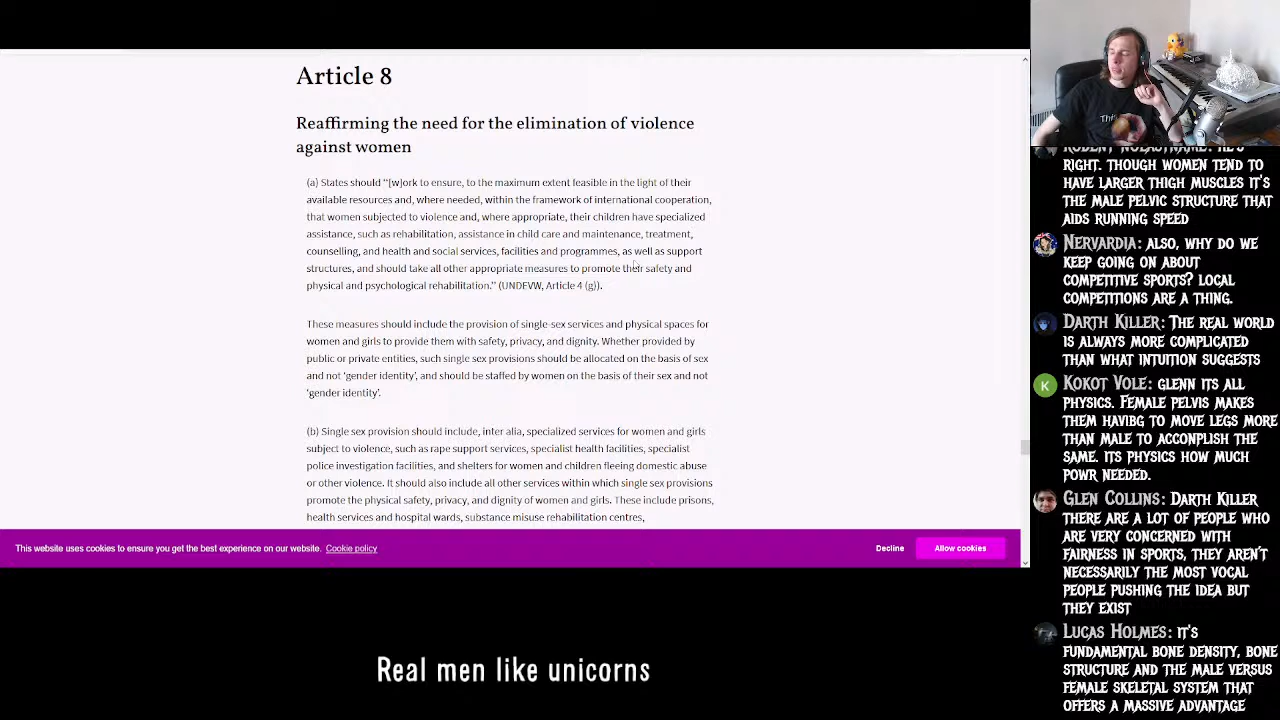 Article 8
Reaffirming the need for the elimination of violence
against women
(a) States should “[w]ork to ensure, to the maximum extent feasible in the light of their
available resources and, where needed, within the framework of international cooperation,
that women subjected to violence and, where appropriate, their children have specialized
assistance, such as rehabilitation, assistance in child care and maintenance, treatment,
counselling, and health and social services, facilities and programmes, as well as support
structures, and should take all other appropriate measures to promote their safety and
physical and psychological rehabilitation.” (UNDEVW, Article 4 (g)).
These measures should include the provision of single-sex services and physical spaces for
women and girls to provide them with safety, privacy, and dignity. Whether provided by
public or private entities, such single sex provisions should be allocated on the basis of sex
and not ‘gender identity’, and should be staffed by women on the basis of their sex and not
‘gender identity’.
(b) Single sex provision should include, inter alia, specialized services for women and girls
subject to violence, such as rape support services, specialist health facilities, specialist
police investigation facilities, and shelters for women and children fleeing domestic abuse
or other violence. It should also include all other services within which single sex provisions
promote the physical safety, privacy, and dignity of women and girls. These include prisons,
health services and hospital wards, substance misuse rehabilitation centres,
This website uses cookies to ensure you get the best experience on our website. Cookie policy
Decline
Allow cookies
Real men like unicorns
Thi
RIGHT. THOUGH WOMEN TEND TO
HAVE LARGER THIGH MUSCLES IT'S
THE MALE PELVIC STRUCTURE THAT
AIDS RUNNING SPEED
NERVARDIA: ALSO, WHY DO WE
KEEP GOING ON ABOUT
COMPETITIVE SPORTS? LOCAL
COMPETITIONS ARE A THING.
DARTH KILLER: THE REAL WORLD
IS ALWAYS MORE COMPLICATED
THAN WHAT INTUITION SUGGESTS
K
KOKOT VOLE: GLENN ITS ALL
PHYSICS. FEMALE PELVIS MAKES
THEM HAVIBG TO MOVE LEGS MORE
THAN MALE TO ACCOMPLISH THE
SAME. ITS PHYSICS HOW MUCH
POWR NEEDED.
GLEN COLLINS: DARTH KILLER
THERE ARE A LOT OF PEOPLE WHO
ARE VERY CONCERNED WITH
FAIRNESS IN SPORTS, THEY AREN'T
NECESSARILY THE MOST VOCAL
PEOPLE PUSHING THE IDEA BUT
THEY EXIST
LUCAS HOLMES: IT'S
FUNDAMENTAL BONE DENSITY, BONE
STRUCTURE AND THE MALE VERSUS
FEMALE SKELETAL SYSTEM THAT
OFFERS A MASSIVE ADVANTAGE